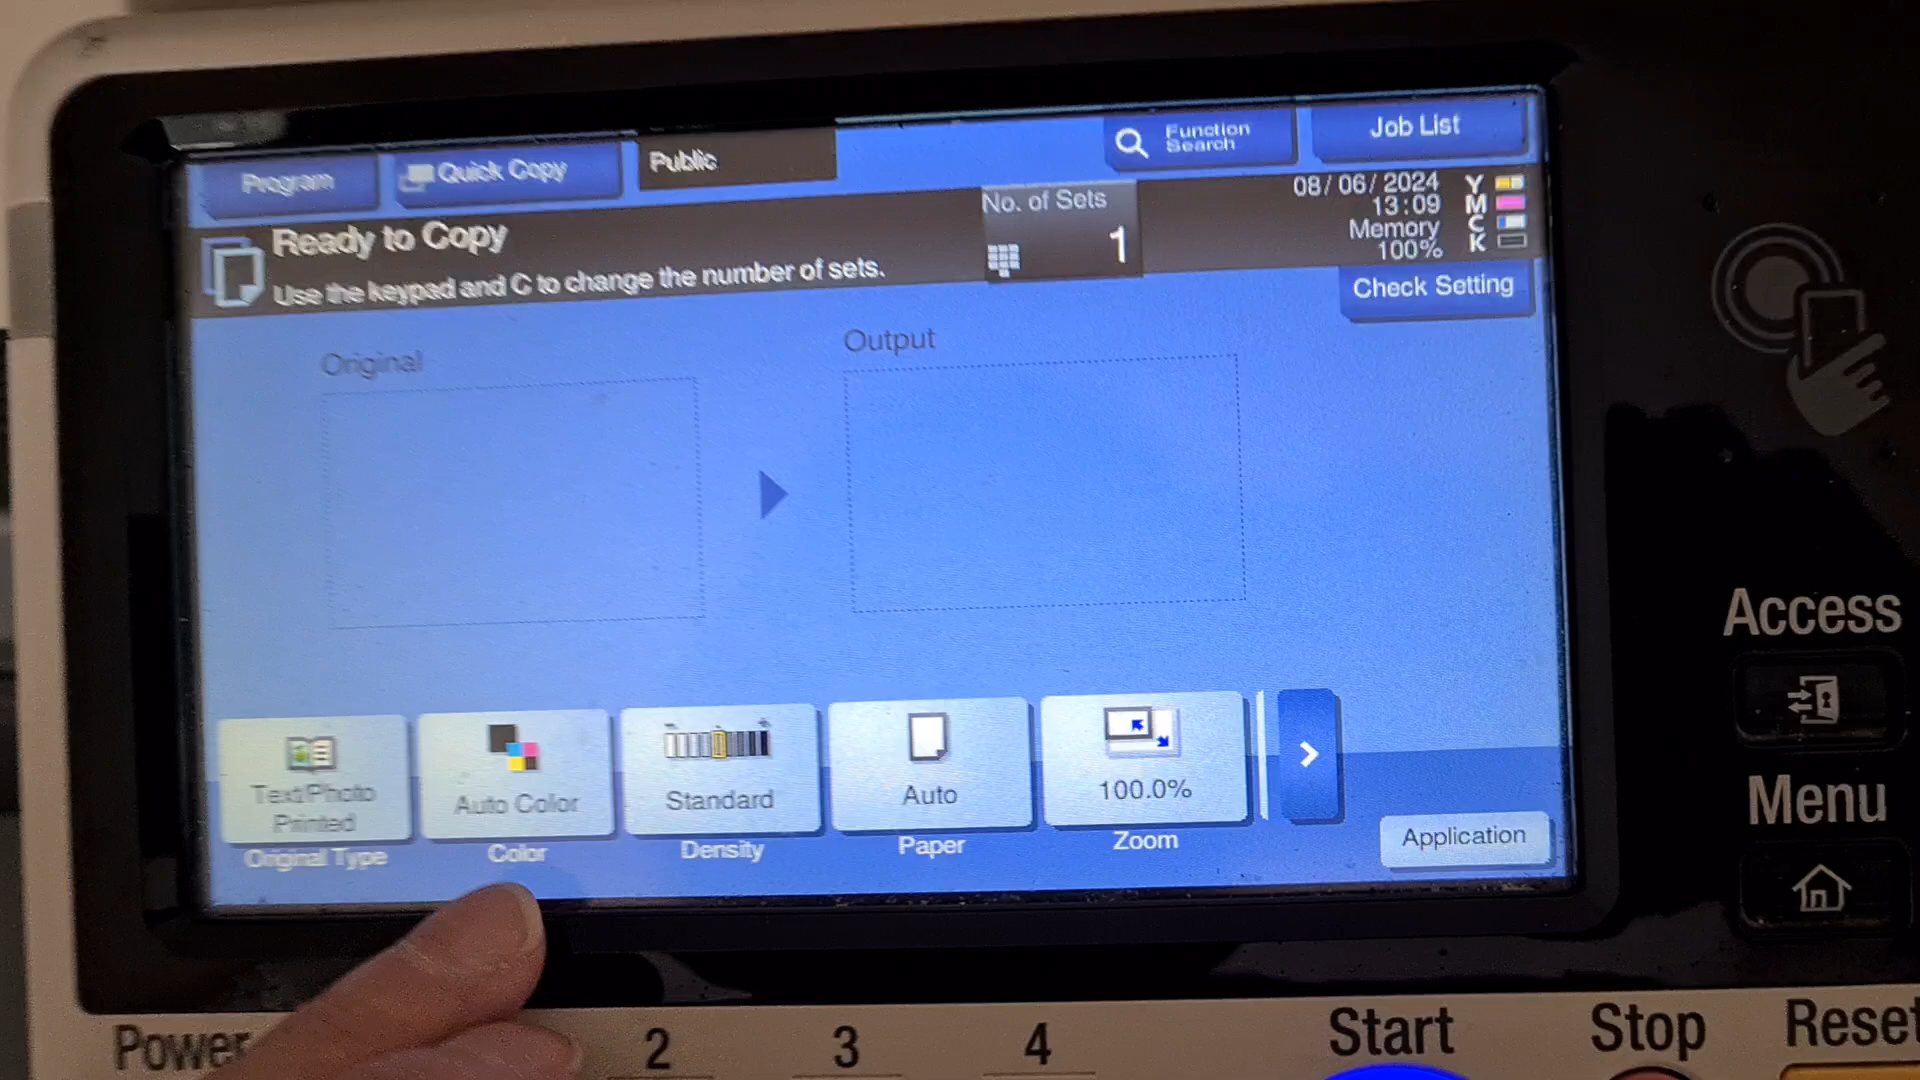 Program
Quick Copy
Public
Function
Search
Job List
Ready to Copy
Use the keypad and C to change the number of sets.
No. of Sets
1
08/06/2024
13:09
Memory
100%
Y
M
C
K
Check Setting
Original
Output
Text/Photo
Printed
Original Type
Auto Color
Color
Standard
Density
Auto
Paper
100.0%
Zoom
Application
Access
Menu
Power
2
3
4
Start
Stop
Reset